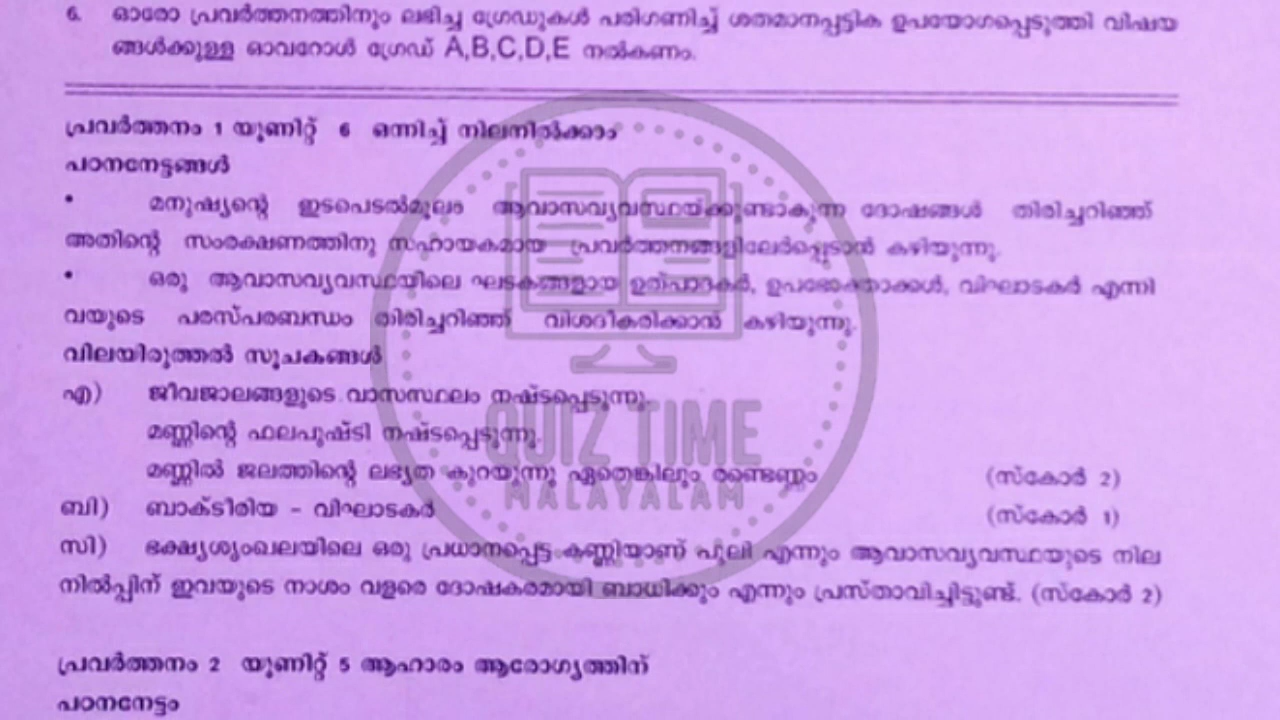 6. ഓരോ പ്രവർത്തനത്തിനും ലഭിച്ച ഗ്രേഡുകൾ പരിഗണിച്ച് ശതമാനപ്പട്ടിക ഉപയോഗപ്പെടുത്തി വിഷയ
ങ്ങൾക്കുള്ള ഓവറോൾ ഗ്രേഡ് A,B,C,D,E നൽകണം.
പ്രവർത്തനം 1 യൂണിറ്റ് 6 ഒന്നിച്ച് നിലനിൽക്കാം
പഠനനേട്ടങ്ങൾ
• മനുഷ്യന്റെ ഇടപെടൽമൂലം ആവാസവ്യവസ്ഥയ്ക്കുണ്ടാകുന്ന ദോഷങ്ങൾ തിരിച്ചറിഞ്ഞ്
അതിന്റെ സംരക്ഷണത്തിനു സഹായകമായ പ്രവർത്തനങ്ങളിലേർപ്പെടാൻ കഴിയുന്നു.
• ഒരു ആവാസവ്യവസ്ഥയിലെ ഘടകങ്ങളായ ഉത്പാദകർ, ഉപഭോക്താക്കൾ, വിഘാടകർ എന്നി
വയുടെ പരസ്പരബന്ധം തിരിച്ചറിഞ്ഞ് വിശദീകരിക്കാൻ കഴിയുന്നു.
വിലയിരുത്തൽ സൂചകങ്ങൾ
എ) ജീവജാലങ്ങളുടെ വാസസ്ഥലം നഷ്ടപ്പെടുന്നു.
മണ്ണിന്റെ ഫലപുഷ്ടി നഷ്ടപ്പെടുന്നു.
മണ്ണിൽ ജലത്തിന്റെ ലഭ്യത കുറയുന്നു ഏതെങ്കിലും രണ്ടെണ്ണം (സ്കോർ 2)
ബി) ബാക്ടീരിയ - വിഘാടകർ (സ്കോർ 1)
സി) ഭക്ഷ്യശൃംഖലയിലെ ഒരു പ്രധാനപ്പെട്ട കണ്ണിയാണ് പുലി എന്നും ആവാസവ്യവസ്ഥയുടെ നില
നിൽപ്പിന് ഇവയുടെ നാശം വളരെ ദോഷകരമായി ബാധിക്കും എന്നും പ്രസ്താവിച്ചിട്ടുണ്ട്. (സ്കോർ 2)
പ്രവർത്തനം 2 യൂണിറ്റ് 5 ആഹാരം ആരോഗ്യത്തിന്
പഠനനേട്ടം
QUIZ TIME
MALAYALAM